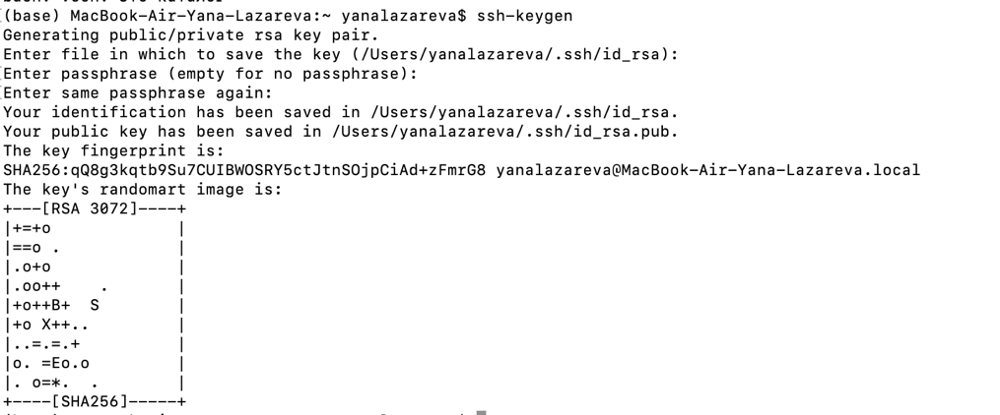 (base) MacBook-Air-Yana-Lazareva:~ yanalazareva$ ssh-keygen
Generating public/private rsa key pair.
Enter file in which to save the key (/Users/yanalazareva/.ssh/id_rsa):
Enter passphrase (empty for no passphrase):
Enter same passphrase again:
Your identification has been saved in /Users/yanalazareva/.ssh/id_rsa.
Your public key has been saved in /Users/yanalazareva/.ssh/id_rsa.pub.
The key fingerprint is:
SHA256:qQ8g3kqtb9Su7CUIBWOSRY5ctJtnSOjpCiAd+zFmrG8 yanalazareva@MacBook-Air-Yana-Lazareva.local
The key's randomart image is:
+---[RSA 3072]----+
|+=+o             |
|==o .            |
|.o+o             |
|.oo++    .       |
|+o++B+  S        |
|+o X++..         |
|..=.=.+          |
|o. =Eo.o         |
|. o=*.  .        |
+----[SHA256]-----+